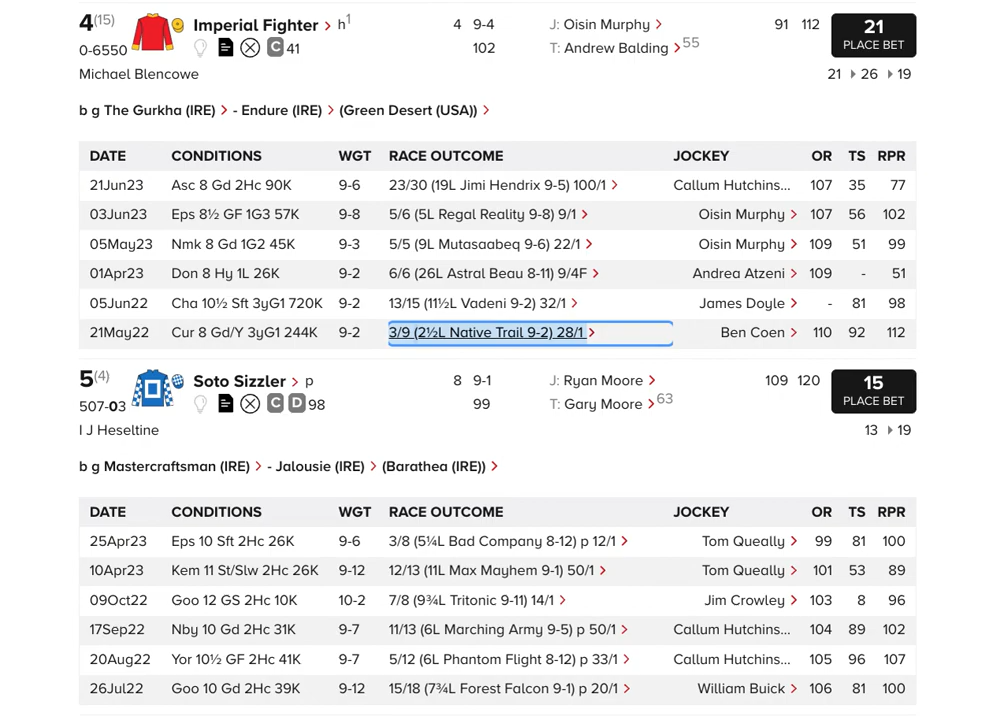 4(15) Imperial Fighter > h1 4 9-4 J: Oisin Murphy > 91 112 21
0-6550 C 41 102 T: Andrew Balding > 55 PLACE BET
Michael Blencowe 21 26 19
b g The Gurkha (IRE) > - Endure (IRE) > (Green Desert (USA)) >
DATE CONDITIONS WGT RACE OUTCOME JOCKEY OR TS RPR
21Jun23 Asc 8 Gd 2Hc 90K 9-6 23/30 (19L Jimi Hendrix 9-5) 100/1 > Callum Hutchins... 107 35 77
03Jun23 Eps 8½ GF 1G3 57K 9-8 5/6 (5L Regal Reality 9-8) 9/1 > Oisin Murphy > 107 56 102
05May23 Nmk 8 Gd 1G2 45K 9-3 5/5 (9L Mutasaabeq 9-6) 22/1 > Oisin Murphy > 109 51 99
01Apr23 Don 8 Hy 1L 26K 9-2 6/6 (26L Astral Beau 8-11) 9/4F > Andrea Atzeni > 109 - 51
05Jun22 Cha 10½ Sft 3yG1 720K 9-2 13/15 (11½L Vadeni 9-2) 32/1 > James Doyle > - 81 98
21May22 Cur 8 Gd/Y 3yG1 244K 9-2 3/9 (2½L Native Trail 9-2) 28/1 > Ben Coen > 110 92 112
5(4) Soto Sizzler > p 8 9-1 J: Ryan Moore > 109 120 15
507-03 C D 98 99 T: Gary Moore > 63 PLACE BET
I J Heseltine 13 19
b g Mastercraftsman (IRE) > - Jalousie (IRE) > (Barathea (IRE)) >
DATE CONDITIONS WGT RACE OUTCOME JOCKEY OR TS RPR
25Apr23 Eps 10 Sft 2Hc 26K 9-6 3/8 (5¼L Bad Company 8-12) p 12/1 > Tom Queally > 99 81 100
10Apr23 Kem 11 St/Slw 2Hc 26K 9-12 12/13 (11L Max Mayhem 9-1) 50/1 > Tom Queally > 101 53 89
09Oct22 Goo 12 GS 2Hc 10K 10-2 7/8 (9¾L Tritonic 9-11) 14/1 > Jim Crowley > 103 8 96
17Sep22 Nby 10 Gd 2Hc 31K 9-7 11/13 (6L Marching Army 9-5) p 50/1 > Callum Hutchins... 104 89 102
20Aug22 Yor 10½ GF 2Hc 41K 9-7 5/12 (6L Phantom Flight 8-12) p 33/1 > Callum Hutchins... 105 96 107
26Jul22 Goo 10 Gd 2Hc 39K 9-12 15/18 (7¾L Forest Falcon 9-1) p 20/1 > William Buick > 106 81 100